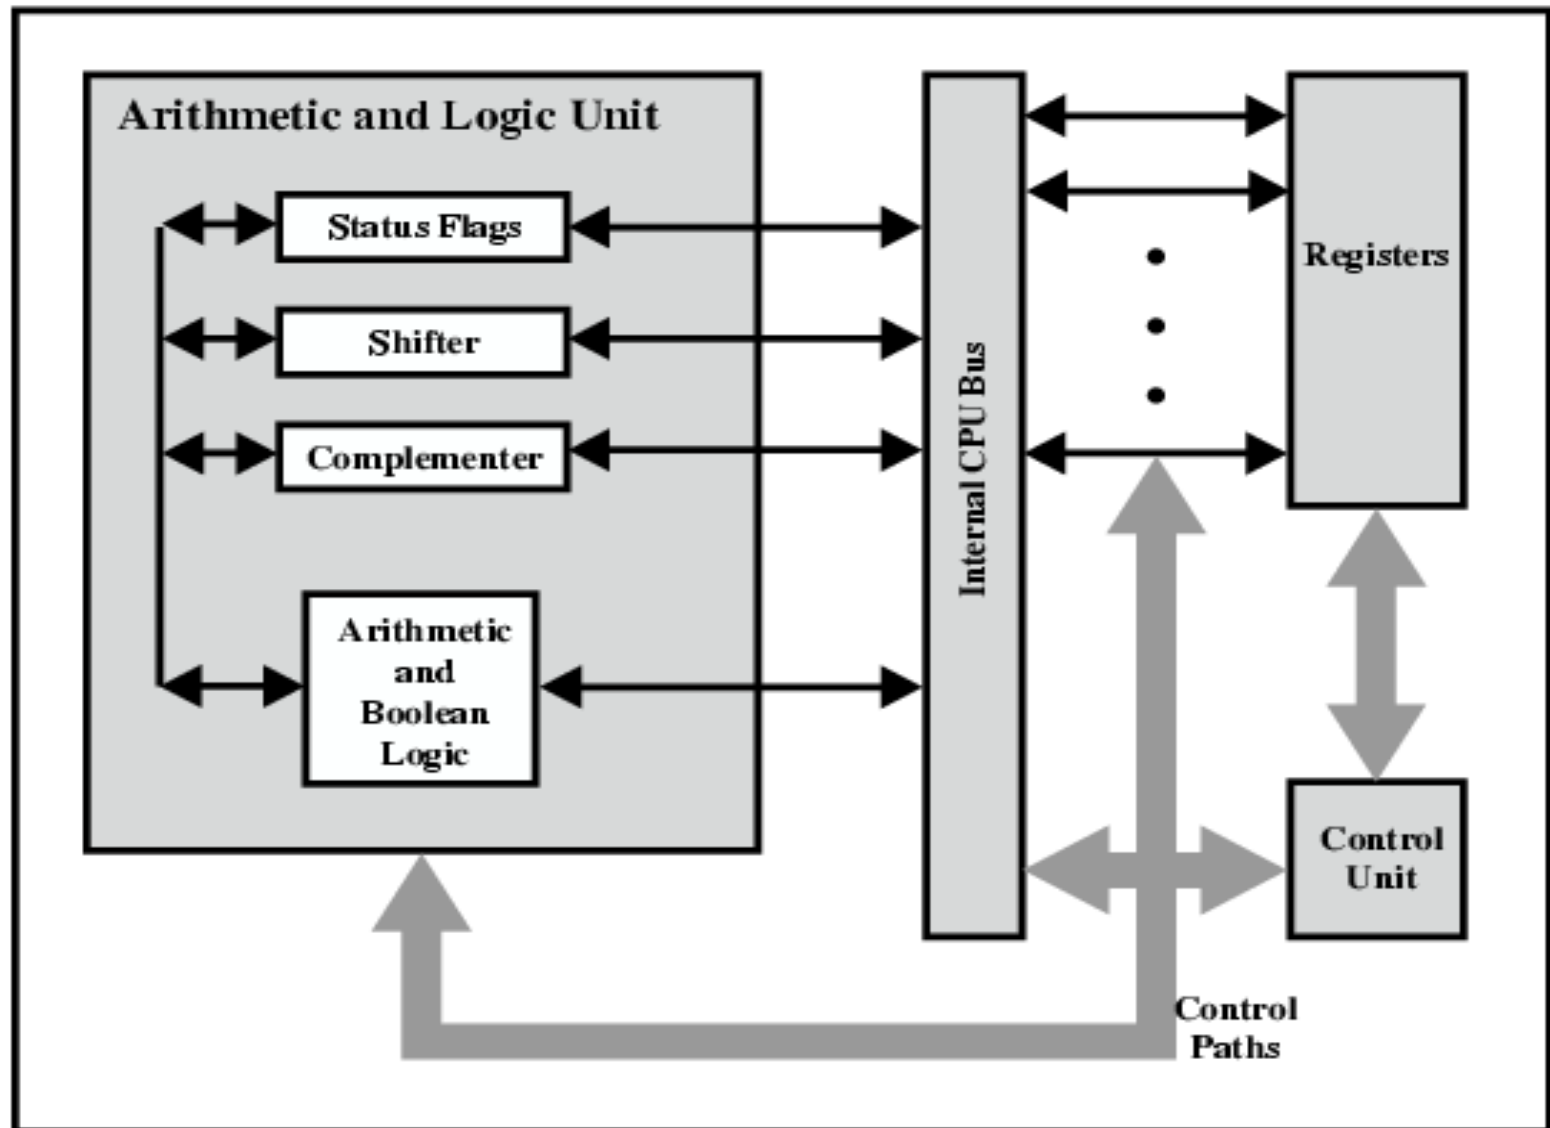 Arithmetic and Logic Unit
Status Flags
Shifter
Complementer
Arithmetic
and
Boolean
Logic
Internal CPU Bus
Registers
Control
Unit
Control
Paths